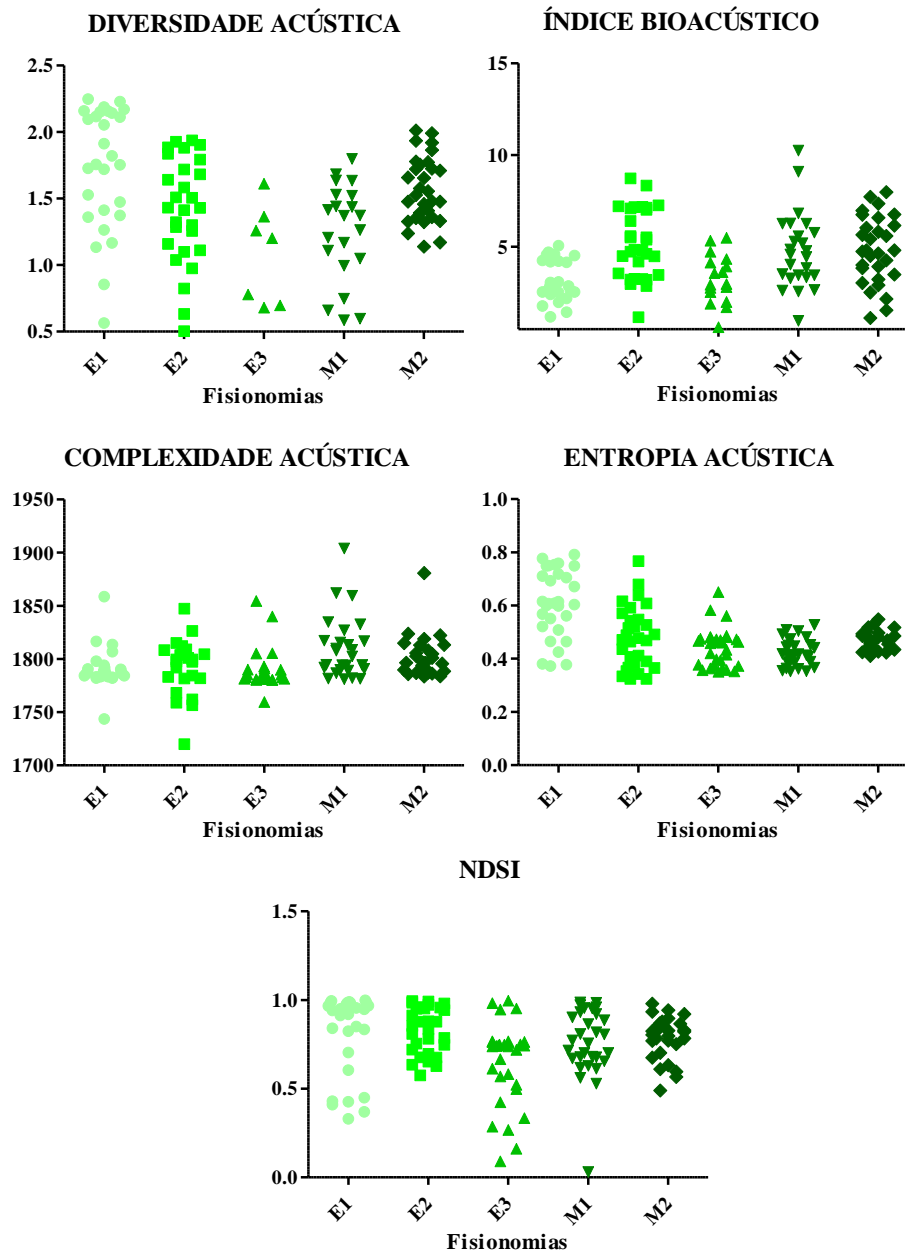 DIVERSIDADE ACÚSTICA
2.5
2.0
1.5
1.0
0.5
E1 E2 E3 M1 M2
Fisionomias
ÍNDICE BIOACÚSTICO
15
10
5
E1 E2 E3 M1 M2
Fisionomias
COMPLEXIDADE ACÚSTICA
1950
1900
1850
1800
1750
1700
E1 E2 E3 M1 M2
Fisionomias
ENTROPIA ACÚSTICA
1.0
0.8
0.6
0.4
0.2
0.0
E1 E2 E3 M1 M2
Fisionomias
NDSI
1.5
1.0
0.5
0.0
E1 E2 E3 M1 M2
Fisionomias